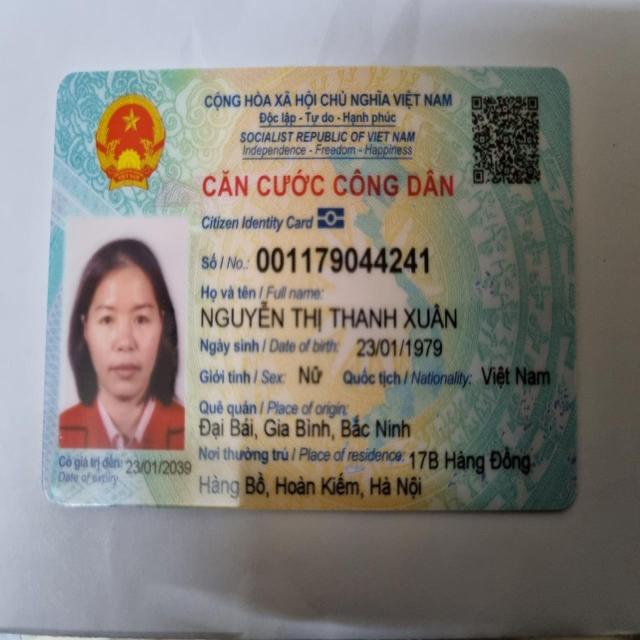 CỘNG HÒA XÃ HỘI CHỦ NGHĨA VIỆT NAM
Độc lập - Tự do - Hạnh phúc
SOCIALIST REPUBLIC OF VIET NAM
Independence - Freedom - Happiness
CĂN CƯỚC CÔNG DÂN
Citizen Identity Card
Số / No.: 001179044241
Họ và tên / Full name:
NGUYỄN THỊ THANH XUÂN
Ngày sinh / Date of birth: 23/01/1979
Giới tính / Sex: Nữ Quốc tịch / Nationality: Việt Nam
Quê quán / Place of origin:
Đại Bái, Gia Bình, Bắc Ninh
Nơi thường trú / Place of residence: 17B Hàng Đồng
Hàng Bồ, Hoàn Kiếm, Hà Nội
Có giá trị đến: 23/01/2039
Date of expiry